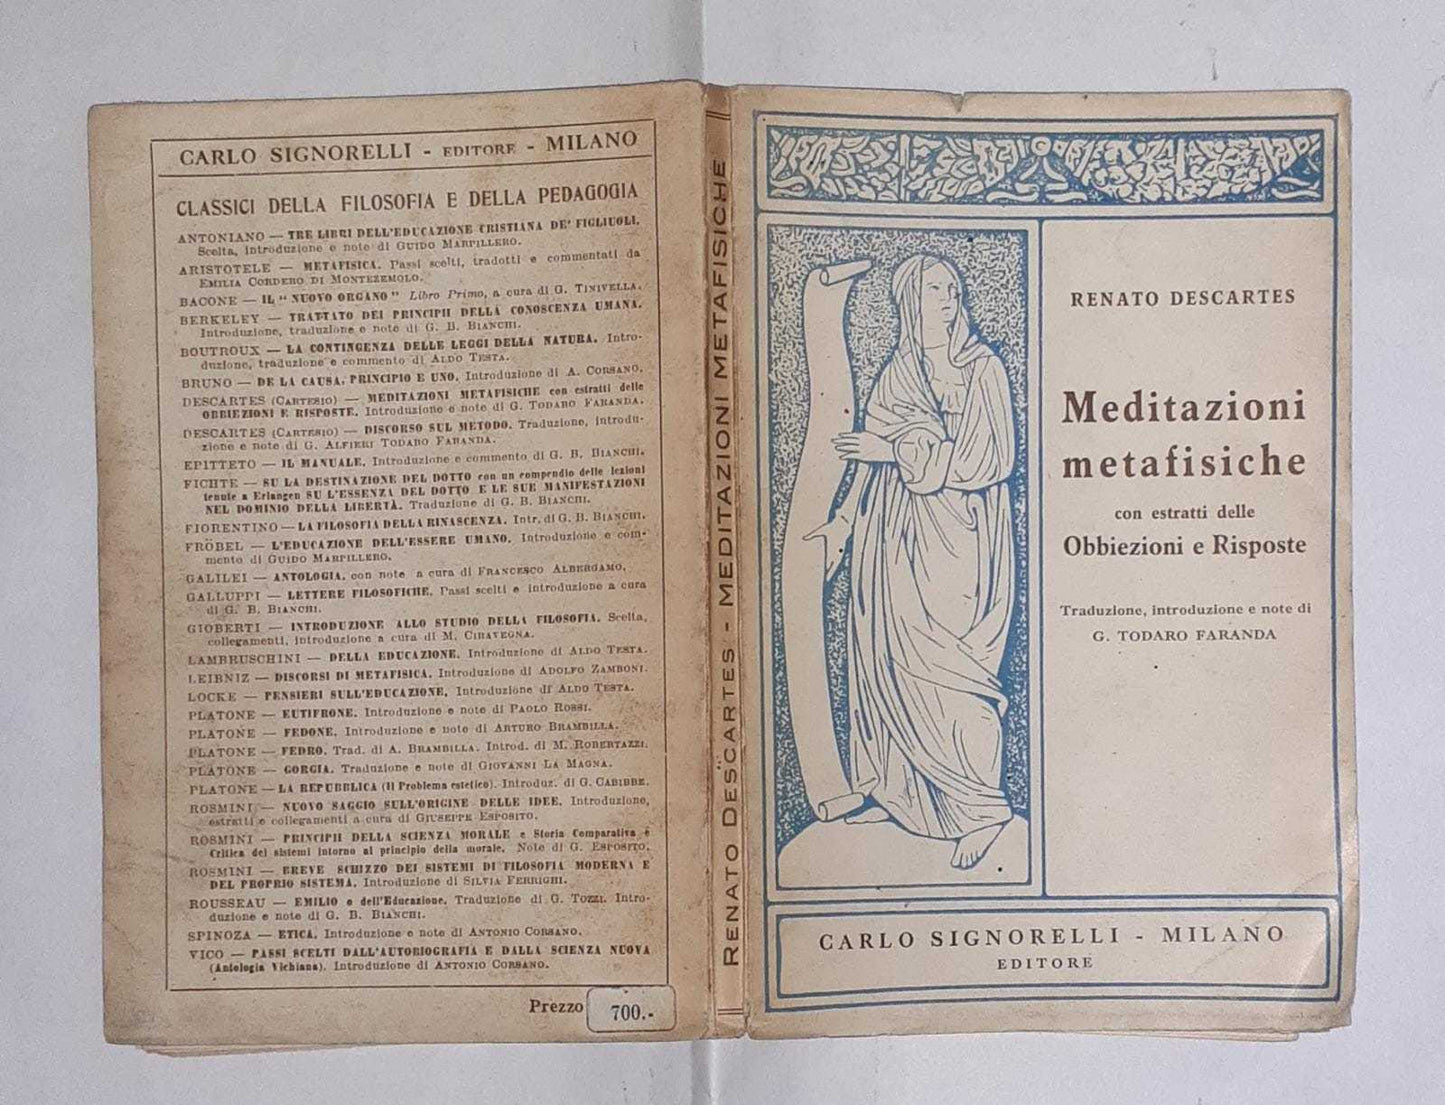 CARLO SIGNORELLI - EDITORE - MILANO
CLASSICI DELLA FILOSOFIA E DELLA PEDAGOGIA
ANTONIANO — TRE LIBRI DELL'EDUCAZIONE CRISTIANA DE' FIGLIUOLI.
Scelta, introduzione e note di GUIDO MARPILLERO.
ARISTOTELE — METAFISICA. Passi scelti, tradotti e commentati da
EMILIA CORDERO DI MONTEZEMOLO.
BACONE — IL "NUOVO ORGANO" Libro Primo, a cura di G. TINIVELLA.
BERKELEY — TRATTATO DEI PRINCIPII DELLA CONOSCENZA UMANA.
Introduzione, traduzione e note di G. B. BIANCHI.
BOUTROUX — LA CONTINGENZA DELLE LEGGI DELLA NATURA. Intro-
duzione, traduzione e commento di ALDO TESTA.
BRUNO — DE LA CAUSA, PRINCIPIO E UNO. Introduzione di A. CORSANO.
DESCARTES (CARTESIO) — MEDITAZIONI METAFISICHE con estratti delle
OBBIEZIONI E RISPOSTE. Introduzione e note di G. TODARO FARANDA.
DESCARTES (CARTESIO) — DISCORSO SUL METODO. Traduzione, introdu-
zione e note di G. ALFIERI TODARO FARANDA.
EPITTETO — IL MANUALE. Introduzione e commento di G. B. BIANCHI.
FICHTE — SU LA DESTINAZIONE DEL DOTTO con un compendio delle lezioni
tenute a Erlangen SU L'ESSENZA DEL DOTTO E LE SUE MANIFESTAZIONI
NEL DOMINIO DELLA LIBERTÀ. Traduzione di G. B. BIANCHI.
FIORENTINO — LA FILOSOFIA DELLA RINASCENZA. Intr. di G. B. BIANCHI.
FRÖBEL — L'EDUCAZIONE DELL'ESSERE UMANO. Introduzione e com-
mento di GUIDO MARPILLERO.
GALILEI — ANTOLOGIA, con note a cura di FRANCESCO ALBERGAMO.
GALLUPPI — LETTERE FILOSOFICHE. Passi scelti e introduzione a cura
di G. B. BIANCHI.
GIOBERTI — INTRODUZIONE ALLO STUDIO DELLA FILOSOFIA. Scelta,
collegamenti, introduzione a cura di M. CIRAVEGNA.
LAMBRUSCHINI — DELLA EDUCAZIONE. Introduzione di ALDO TESTA.
LEIBNIZ — DISCORSI DI METAFISICA. Introduzione di ADOLFO ZAMBONI.
LOCKE — PENSIERI SULL'EDUCAZIONE. Introduzione di ALDO TESTA.
PLATONE — EUTIFRONE. Introduzione e note di PAOLO ROSSI.
PLATONE — FEDONE. Introduzione e note di ARTURO BRAMBILLA.
PLATONE — FEDRO. Trad. di A. BRAMBILLA. Introd. di M. ROBERTAZZI.
PLATONE — GORGIA. Traduzione e note di GIOVANNI LA MAGNA.
PLATONE — LA REPUBBLICA (Il Problema estetico). Introduz. di G. CABIBBE.
ROSMINI — NUOVO SAGGIO SULL'ORIGINE DELLE IDEE. Introduzione,
estratti e collegamenti a cura di GIUSEPPE ESPOSITO.
ROSMINI — PRINCIPII DELLA SCIENZA MORALE e Storia Comparativa e
Critica dei sistemi intorno al principio della morale. Note di G. ESPOSITO.
ROSMINI — BREVE SCHIZZO DEI SISTEMI DI FILOSOFIA MODERNA E
DEL PROPRIO SISTEMA. Introduzione di SILVIA FERRIGHI.
ROUSSEAU — EMILIO o dell'Educazione. Traduzione di G. TOZZI. Intro-
duzione e note di G. B. BIANCHI.
SPINOZA — ETICA. Introduzione e note di ANTONIO CORSANO.
VICO — PASSI SCELTI DALL'AUTOBIOGRAFIA E DALLA SCIENZA NUOVA
(Antologia Vichiana). Introduzione di ANTONIO CORSANO.
Prezzo 700.-
RENATO DESCARTES - MEDITAZIONI METAFISICHE
RENATO DESCARTES
Meditazioni
metafisiche
con estratti delle
Obbiezioni e Risposte
Traduzione, introduzione e note di
G. TODARO FARANDA
CARLO SIGNORELLI - MILANO
EDITORE